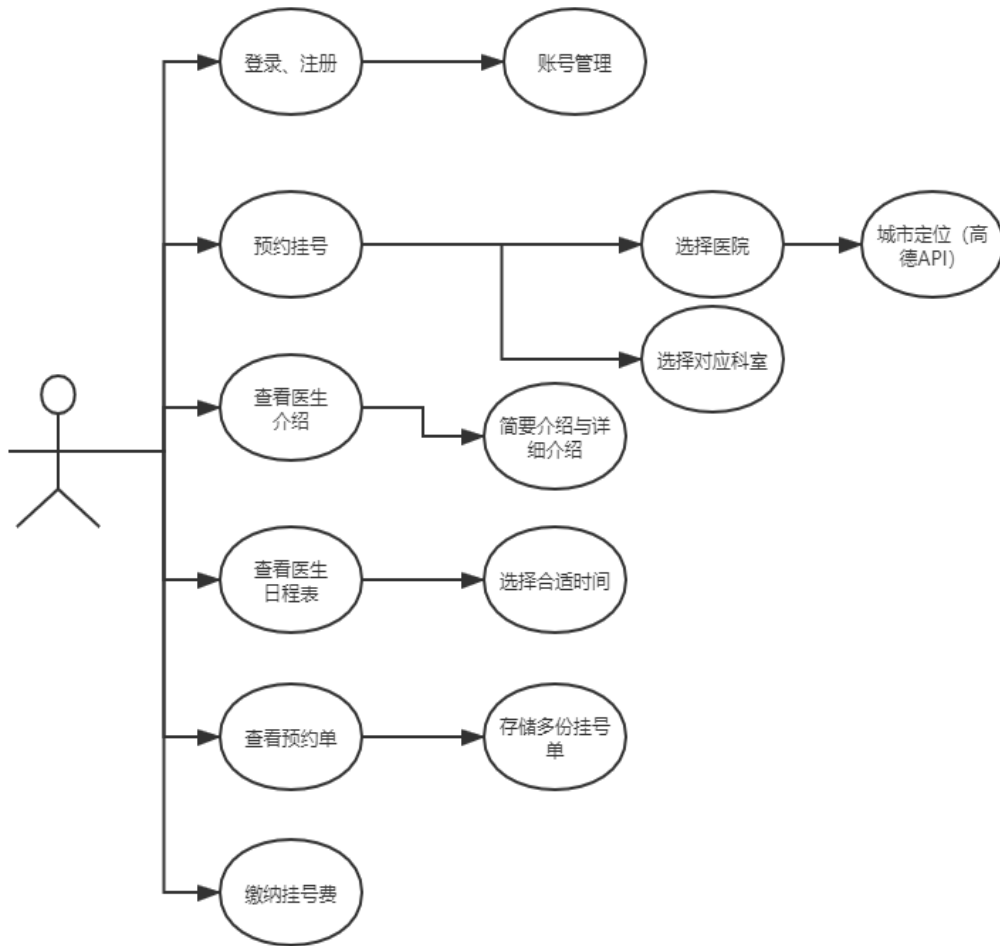 登录、注册
账号管理
预约挂号
选择医院
城市定位（高
德API）
选择对应科室
查看医生
介绍
简要介绍与详
细介绍
查看医生
日程表
选择合适时间
查看预约单
存储多份挂号
单
缴纳挂号费